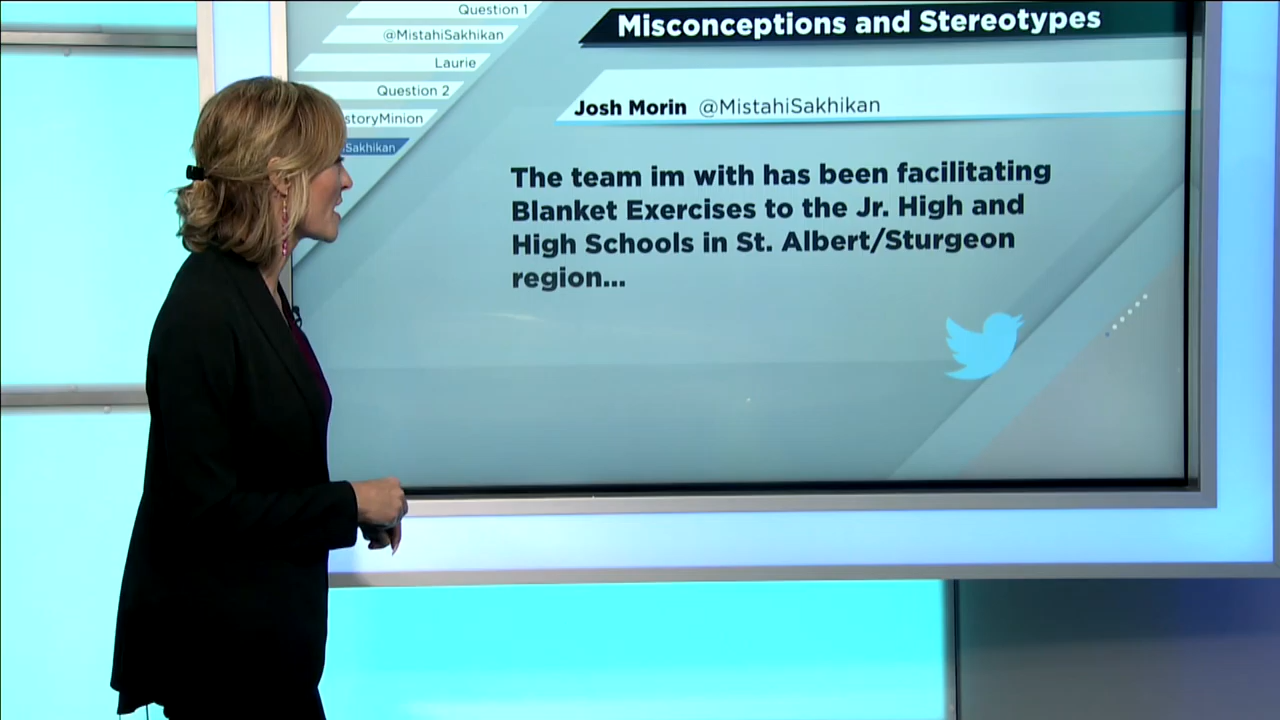 Question 1
@MistahiSakhikan
Laurie
Question 2
storyMinion
Sakhikan
Misconceptions and Stereotypes
Josh Morin @MistahiSakhikan
The team im with has been facilitating
Blanket Exercises to the Jr. High and
High Schools in St. Albert/Sturgeon
region...